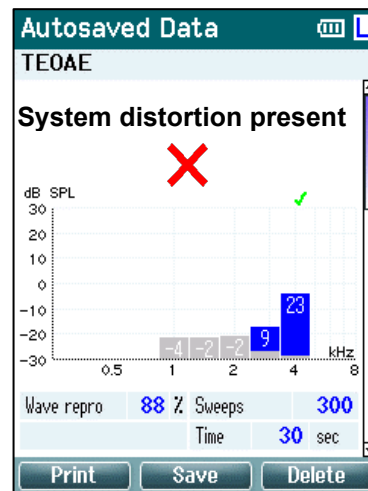 Autosaved Data L
TEOAE
System distortion present
dB SPL
30
20
10
0
-10
-20
-30
-4 -2 -2 9 23
kHz
0.5 1 2 4 8
Wave repro 88 % Sweeps 300
Time 30 sec
Print Save Delete